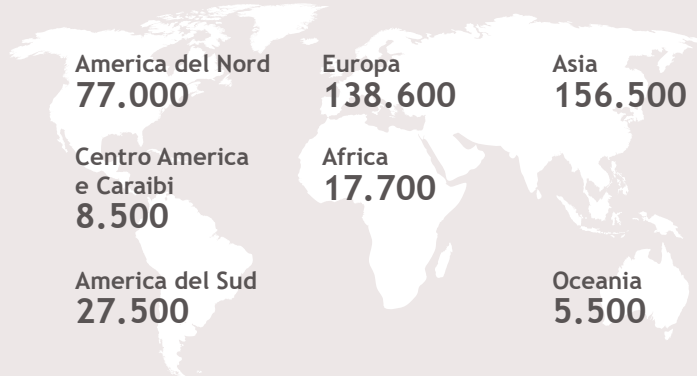 America del Nord
77.000
Europa
138.600
Asia
156.500
Centro America
e Caraibi
8.500
Africa
17.700
America del Sud
27.500
Oceania
5.500